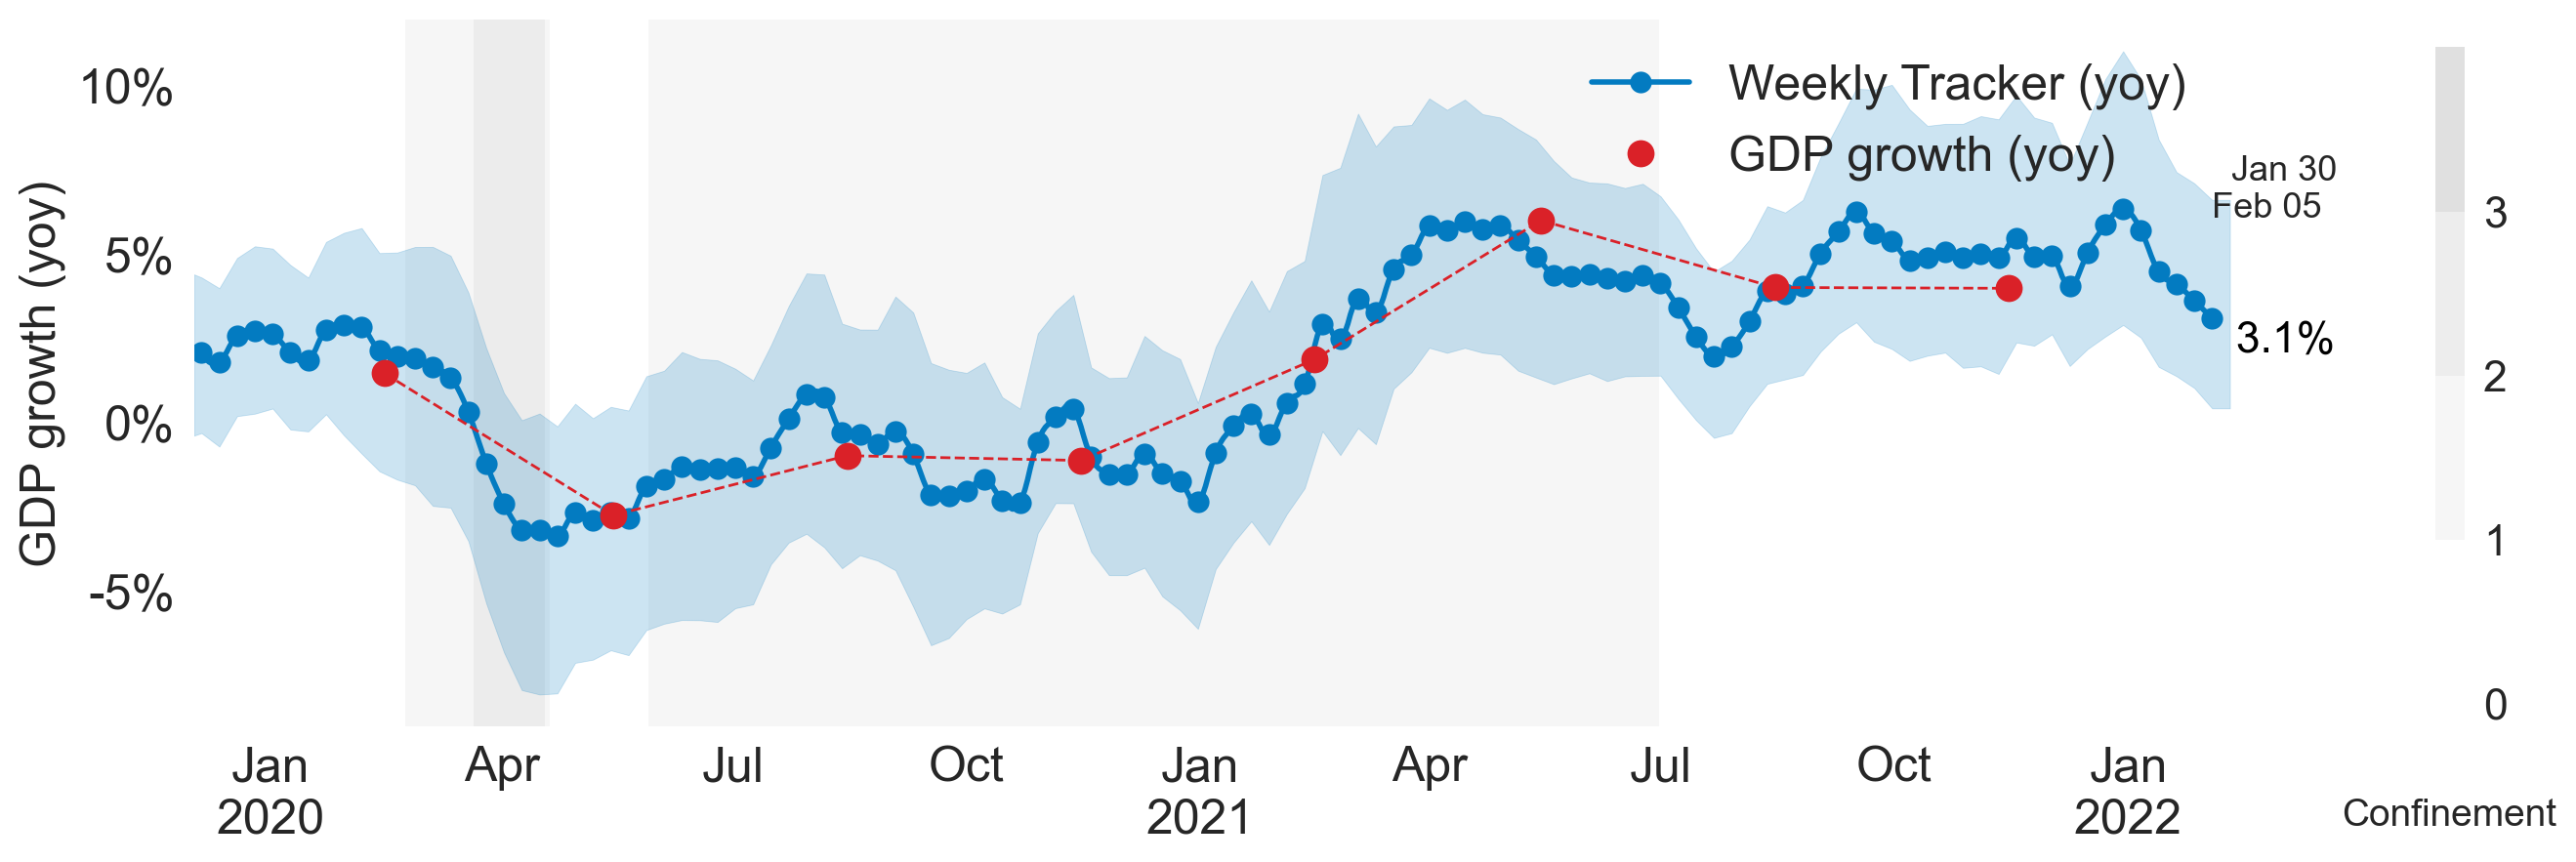 Weekly Tracker (yoy)
GDP growth (yoy)
GDP growth (yoy)
10%
5%
0%
-5%
Jan 30
Feb 05
3.1%
3
2
1
0
Jan Apr Jul Oct Jan Apr Jul Oct Jan
2020 2021 2022
Confinement